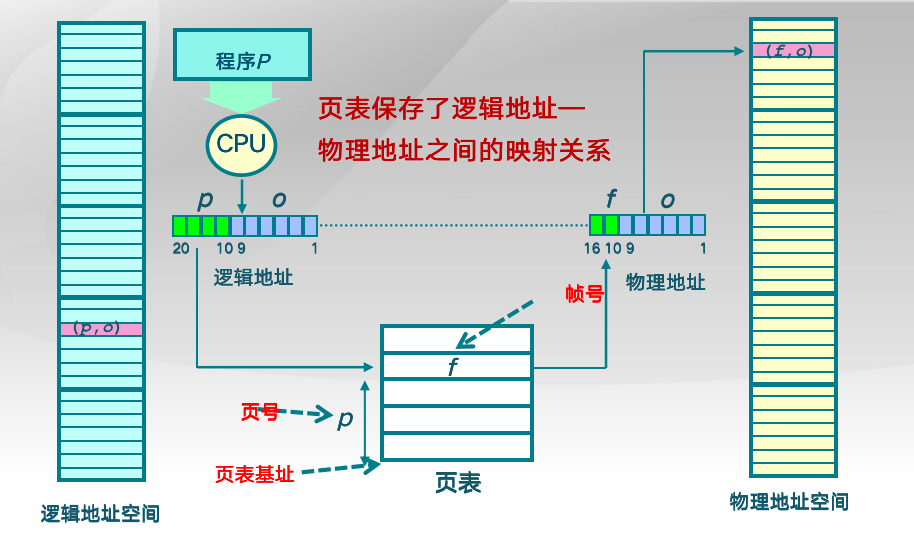 程序P
(f,o)
CPU
页表保存了逻辑地址—
物理地址之间的映射关系
p o
f o
20 10 9 1
16 10 9 1
逻辑地址
物理地址
帧号
(p,o)
f
页号
p
页表基址
页表
逻辑地址空间
物理地址空间